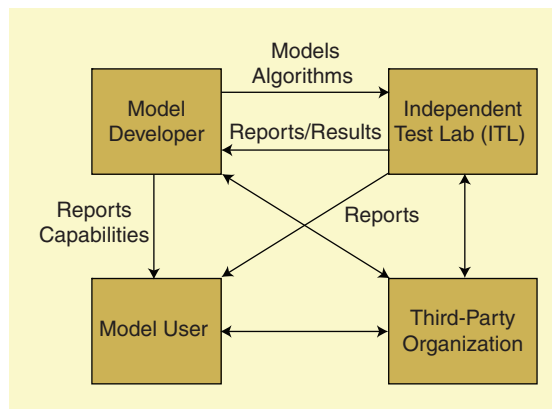 Models
Algorithms
Model
Developer
Independent
Test Lab (ITL)
Reports/Results
Reports
Capabilities
Reports
Model User
Third-Party
Organization